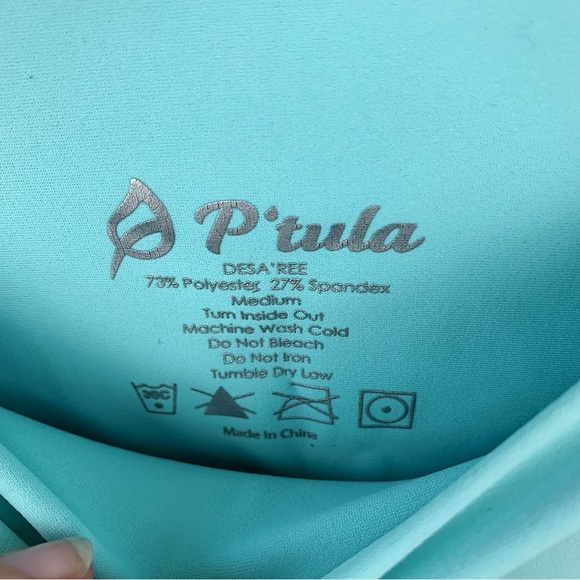 P'tula
DESA'REE
73% Polyester, 27% Spandex
Medium
Turn Inside Out
Machine Wash Cold
Do Not Bleach
Do Not Iron
Tumble Dry Low
30C
Made In China